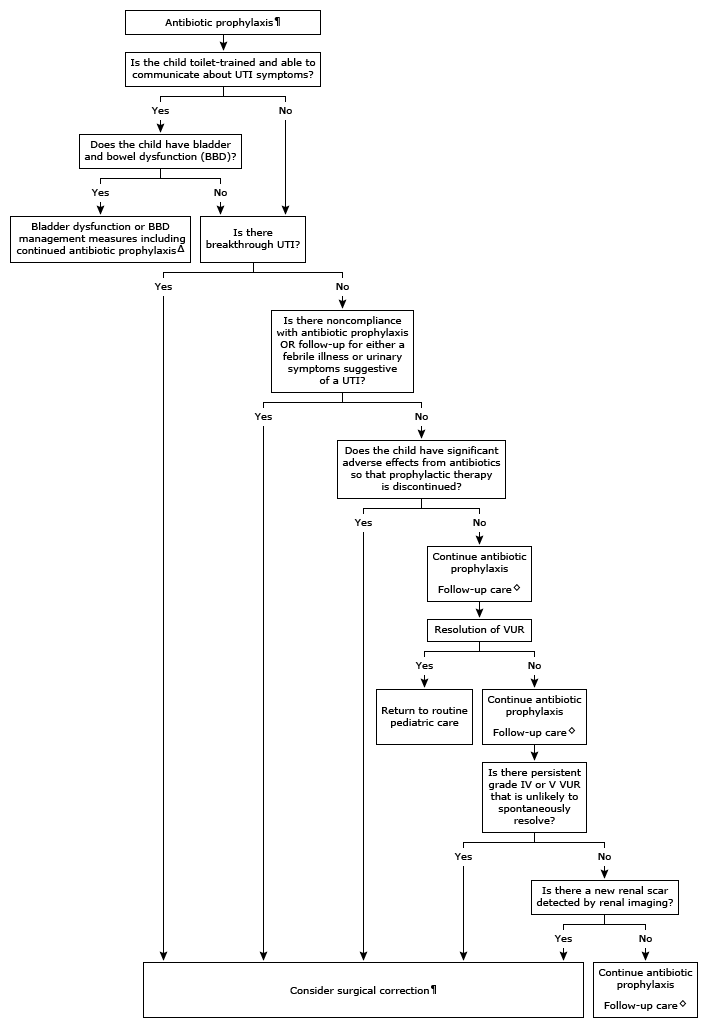 Antibiotic prophylaxis¶
Is the child toilet-trained and able to
communicate about UTI symptoms?
Yes
No
Does the child have bladder
and bowel dysfunction (BBD)?
Yes
No
Bladder dysfunction or BBD
management measures including
continued antibiotic prophylaxisΔ
Is there
breakthrough UTI?
Yes
No
Is there noncompliance
with antibiotic prophylaxis
OR follow-up for either a
febrile illness or urinary
symptoms suggestive
of a UTI?
Yes
No
Does the child have significant
adverse effects from antibiotics
so that prophylactic therapy
is discontinued?
Yes
No
Continue antibiotic
prophylaxis
Follow-up care◇
Resolution of VUR
Yes
No
Return to routine
pediatric care
Continue antibiotic
prophylaxis
Follow-up care◇
Is there persistent
grade IV or V VUR
that is unlikely to
spontaneously
resolve?
Yes
No
Is there a new renal scar
detected by renal imaging?
Yes
No
Consider surgical correction¶
Continue antibiotic
prophylaxis
Follow-up care◇